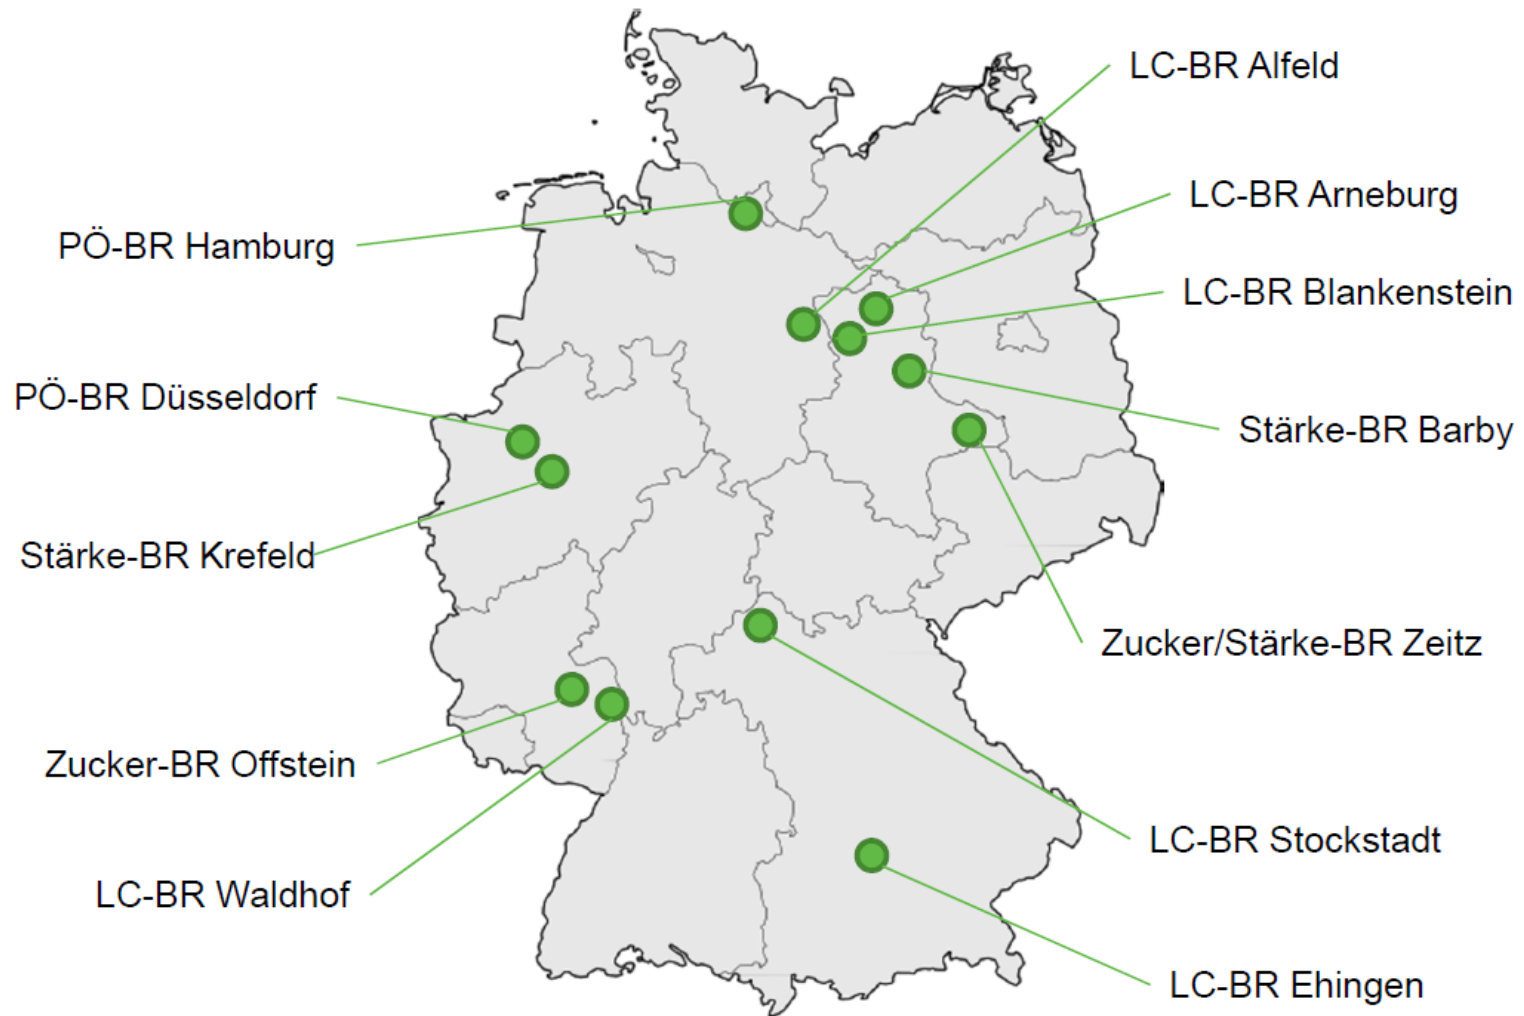 LC-BR Alfeld
LC-BR Arneburg
PÖ-BR Hamburg
LC-BR Blankenstein
PÖ-BR Düsseldorf
Stärke-BR Barby
Stärke-BR Krefeld
Zucker/Stärke-BR Zeitz
Zucker-BR Offstein
LC-BR Stockstadt
LC-BR Waldhof
LC-BR Ehingen